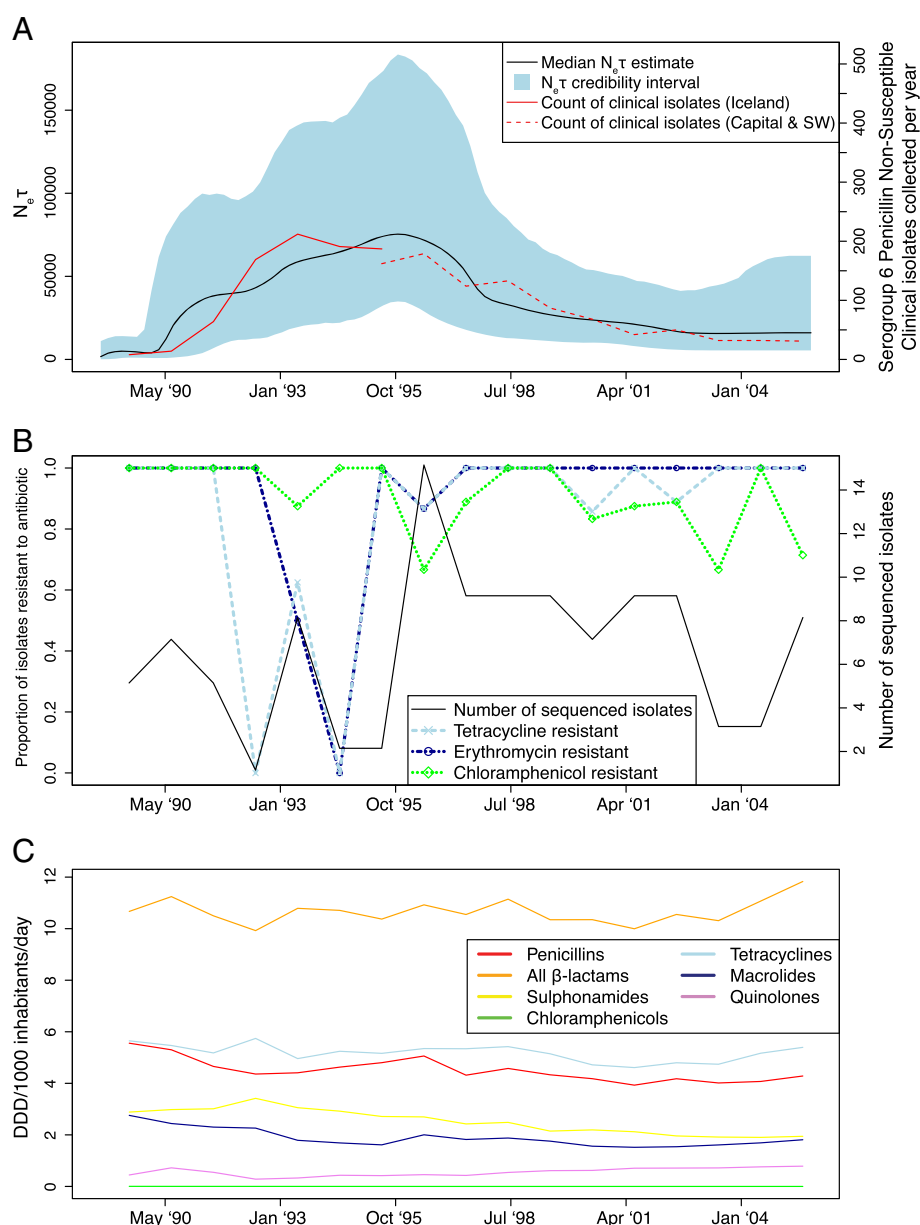 A
Median Neτ estimate
Neτ credibility interval
Count of clinical isolates (Iceland)
Count of clinical isolates (Capital & SW)
Neτ
0
50000
100000
150000
0
100
200
300
400
500
Serogroup 6 Penicillin Non-Susceptible
Clinical isolates collected per year
May ‘90
Jan ‘93
Oct ‘95
Jul ‘98
Apr ‘01
Jan ‘04
B
Proportion of isolates resistant to antibiotic
0.0
0.2
0.4
0.6
0.8
1.0
2
4
6
8
10
12
14
Number of sequenced isolates
Number of sequenced isolates
Tetracycline resistant
Erythromycin resistant
Chloramphenicol resistant
May ‘90
Jan ‘93
Oct ‘95
Jul ‘98
Apr ‘01
Jan ‘04
C
DDD/1000 inhabitants/day
0
2
4
6
8
10
12
Penicillins
All β-lactams
Sulphonamides
Chloramphenicols
Tetracyclines
Macrolides
Quinolones
May ‘90
Jan ‘93
Oct ‘95
Jul ‘98
Apr ‘01
Jan ‘04